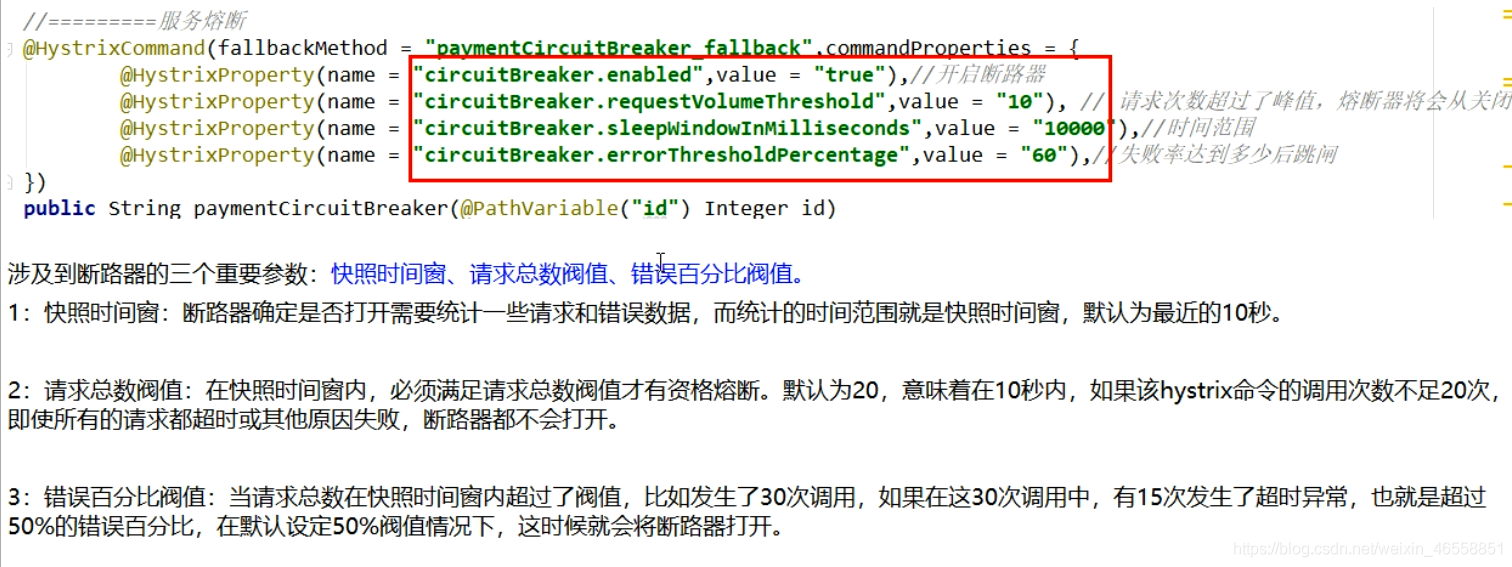 //=========服务熔断
@HystrixCommand(fallbackMethod = "paymentCircuitBreaker_fallback",commandProperties = {
@HystrixProperty(name = "circuitBreaker.enabled",value = "true"),//开启断路器
@HystrixProperty(name = "circuitBreaker.requestVolumeThreshold",value = "10"), // 请求次数超过了峰值，熔断器将会从关闭
@HystrixProperty(name = "circuitBreaker.sleepWindowInMilliseconds",value = "10000"),//时间范围
@HystrixProperty(name = "circuitBreaker.errorThresholdPercentage",value = "60"),//失败率达到多少后跳闸
})
public String paymentCircuitBreaker(@PathVariable("id") Integer id)
涉及到断路器的三个重要参数：快照时间窗、请求总数阀值、错误百分比阀值。
1：快照时间窗：断路器确定是否打开需要统计一些请求和错误数据，而统计的时间范围就是快照时间窗，默认为最近的10秒。
2：请求总数阀值：在快照时间窗内，必须满足请求总数阀值才有资格熔断。默认为20，意味着在10秒内，如果该hystrix命令的调用次数不足20次，
即使所有的请求都超时或其他原因失败，断路器都不会打开。
3：错误百分比阀值：当请求总数在快照时间窗内超过了阀值，比如发生了30次调用，如果在这30次调用中，有15次发生了超时异常，也就是超过
50%的错误百分比，在默认设定50%阀值情况下，这时候就会将断路器打开。
https://blog.csdn.net/weixin_46558851